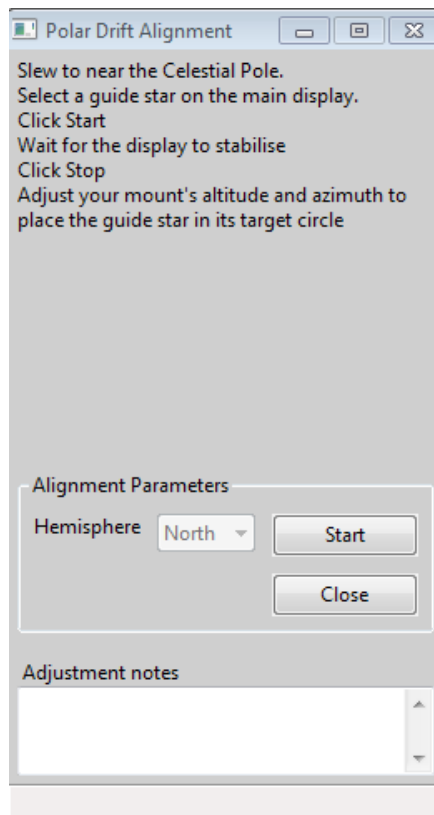 Polar Drift Alignment
Slew to near the Celestial Pole.
Select a guide star on the main display.
Click Start
Wait for the display to stabilise
Click Stop
Adjust your mount's altitude and azimuth to
place the guide star in its target circle
Alignment Parameters
Hemisphere North Start
Close
Adjustment notes